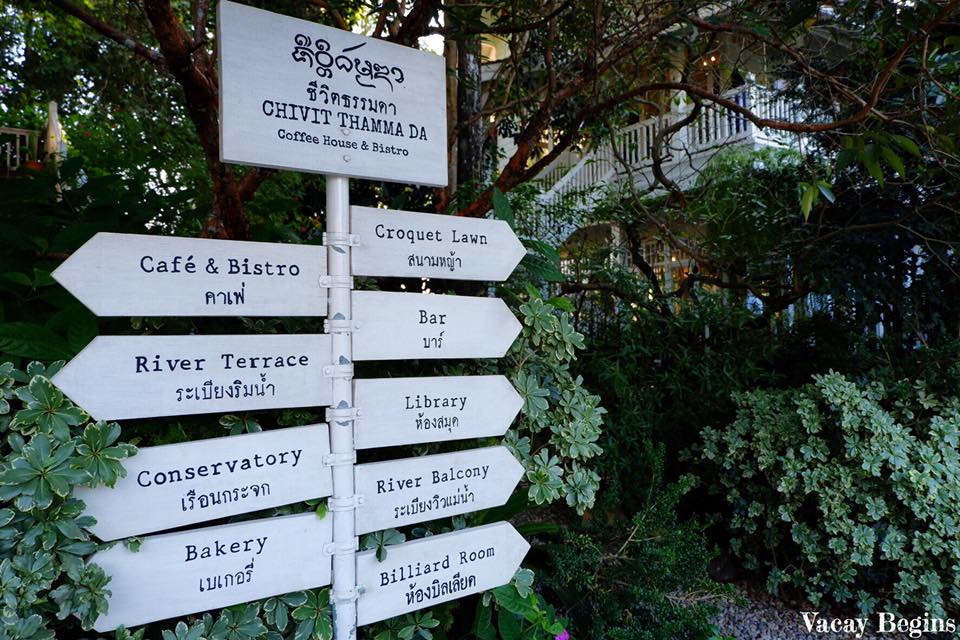 ชีวิตธรรมดา
CHIVIT THAMMA DA
Coffee House & Bistro
Café & Bistro
คาเฟ่
River Terrace
ระเบียงริมน้ำ
Conservatory
เรือนกระจก
Bakery
เบเกอรี่
Croquet Lawn
สนามหญ้า
Bar
บาร์
Library
ห้องสมุด
River Balcony
ระเบียงวิวแม่น้ำ
Billiard Room
ห้องบิลเลียด
Vacay Begins